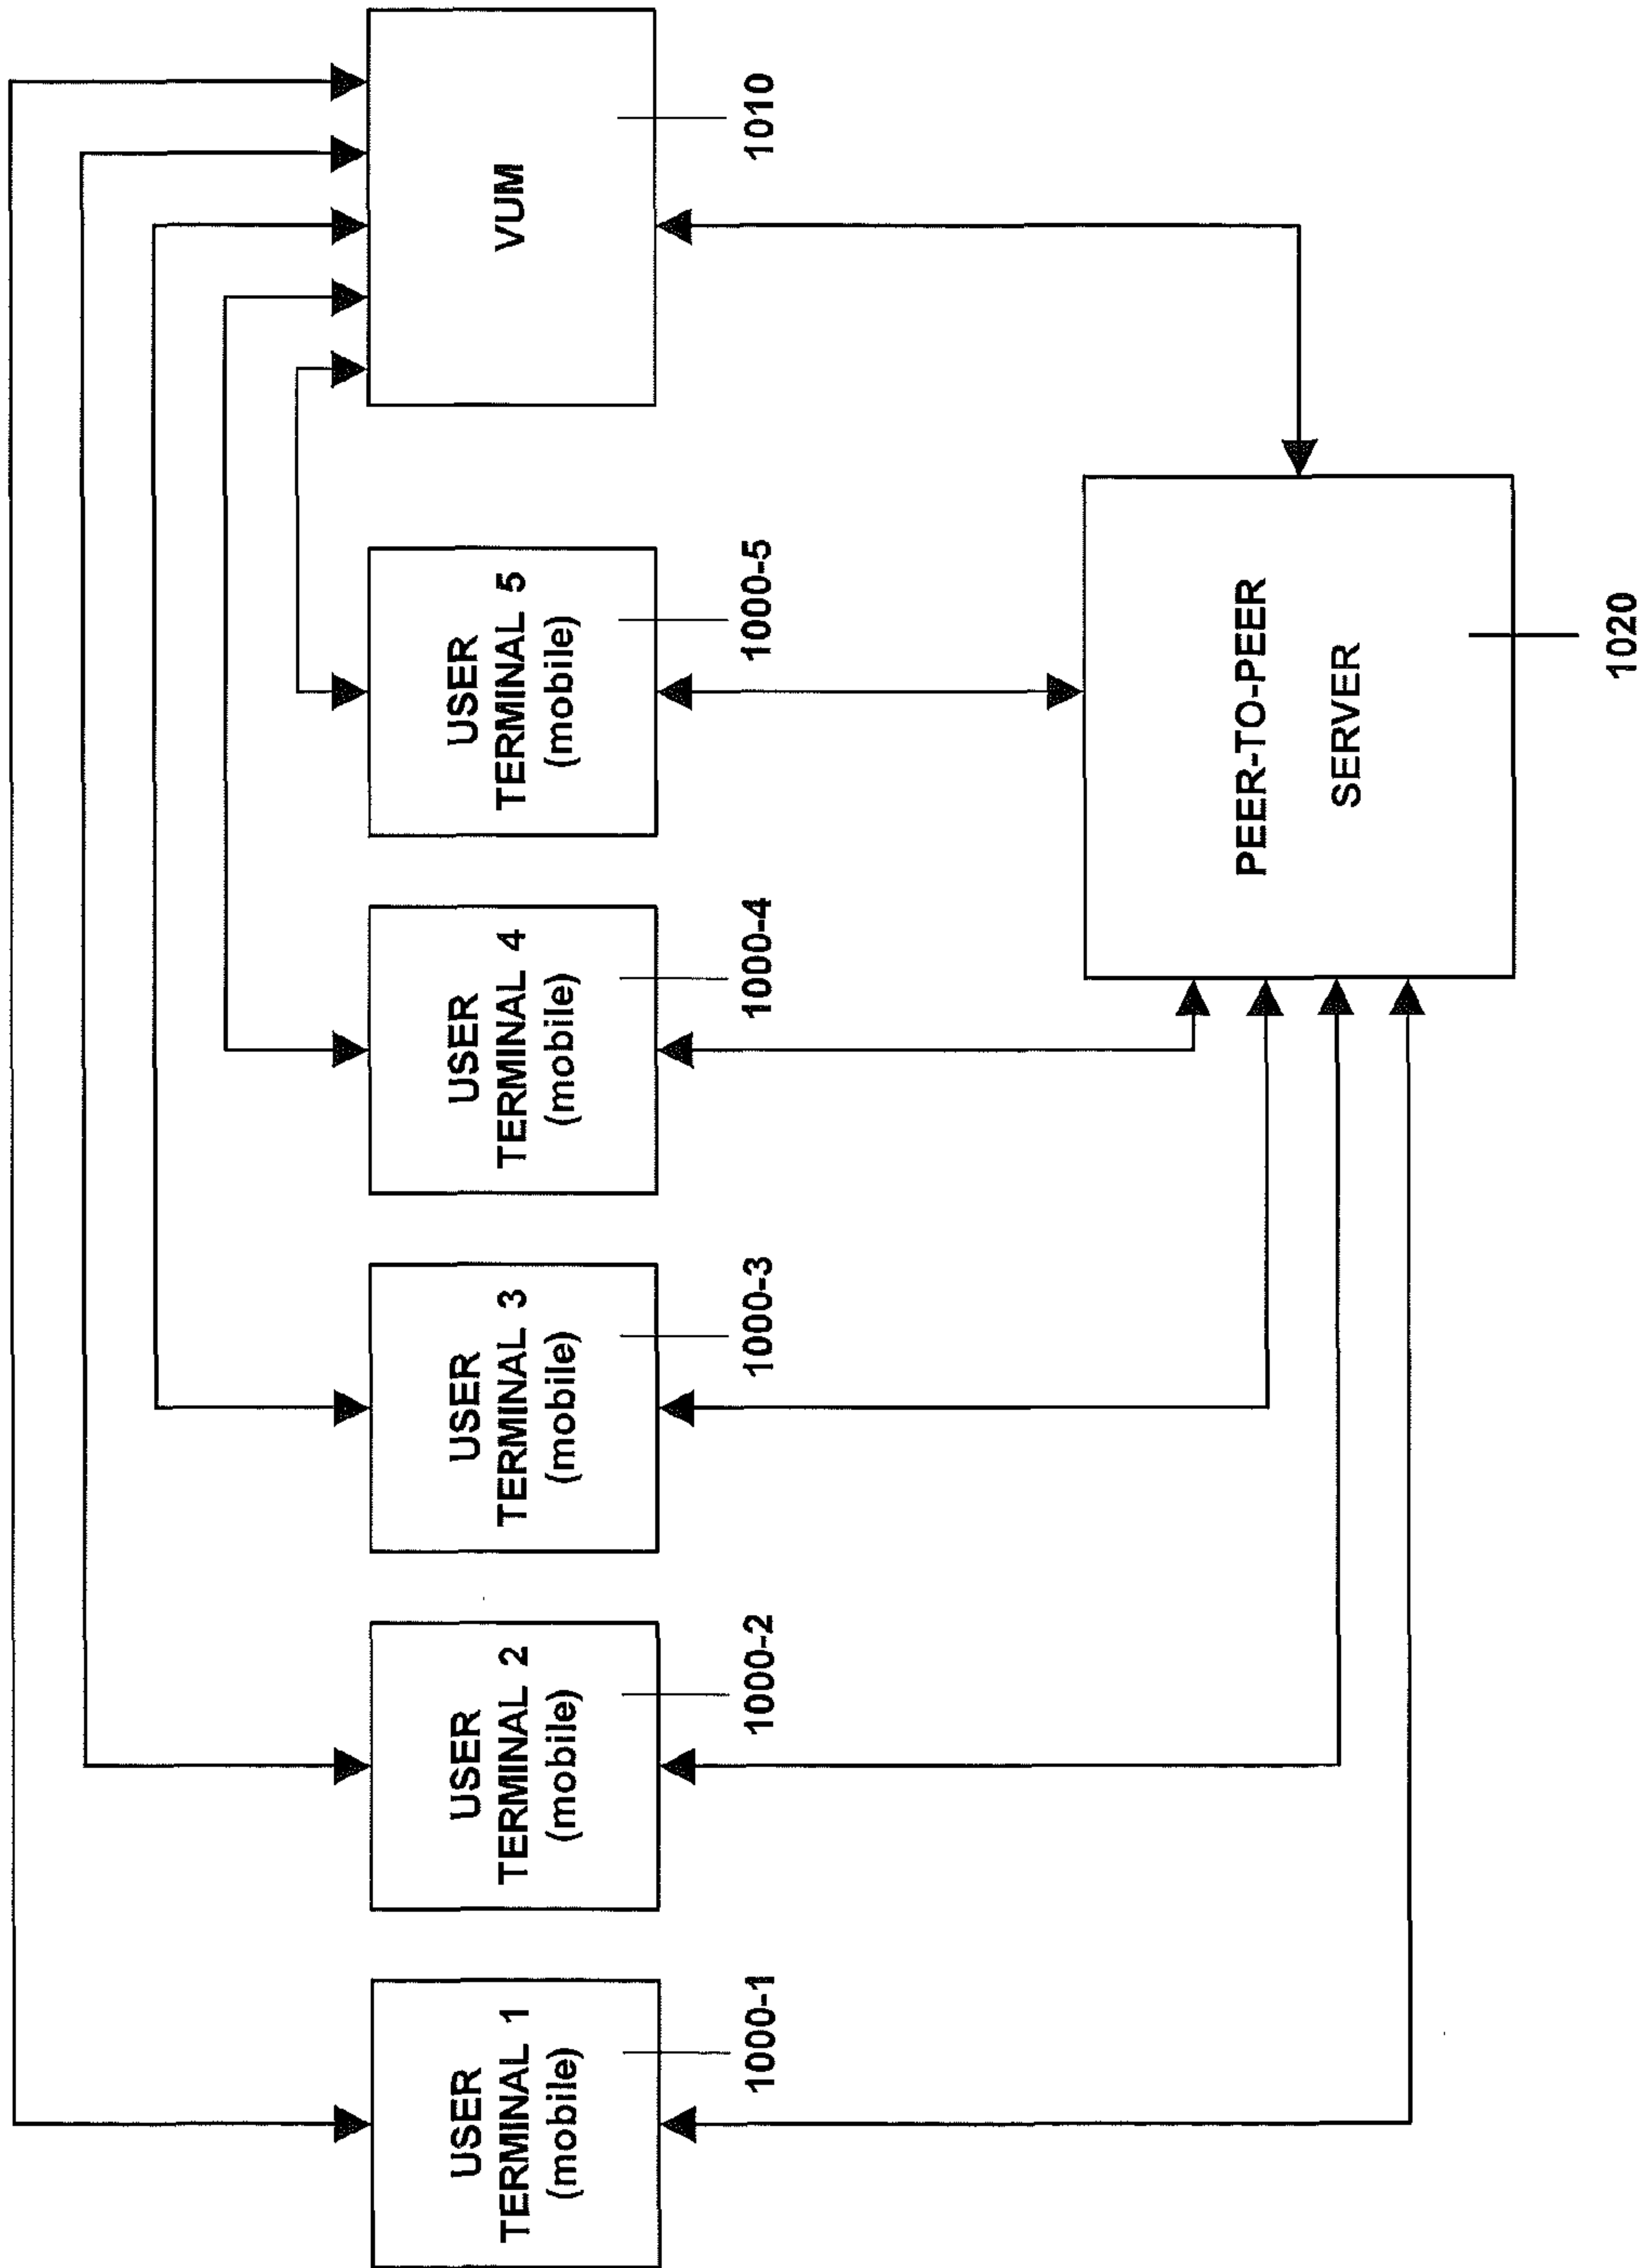 USER
TERMINAL 1
(mobile)
1000-1
USER
TERMINAL 2
(mobile)
1000-2
USER
TERMINAL 3
(mobile)
1000-3
USER
TERMINAL 4
(mobile)
1000-4
USER
TERMINAL 5
(mobile)
1000-5
VUM
1010
PEER-TO-PEER
SERVER
1020